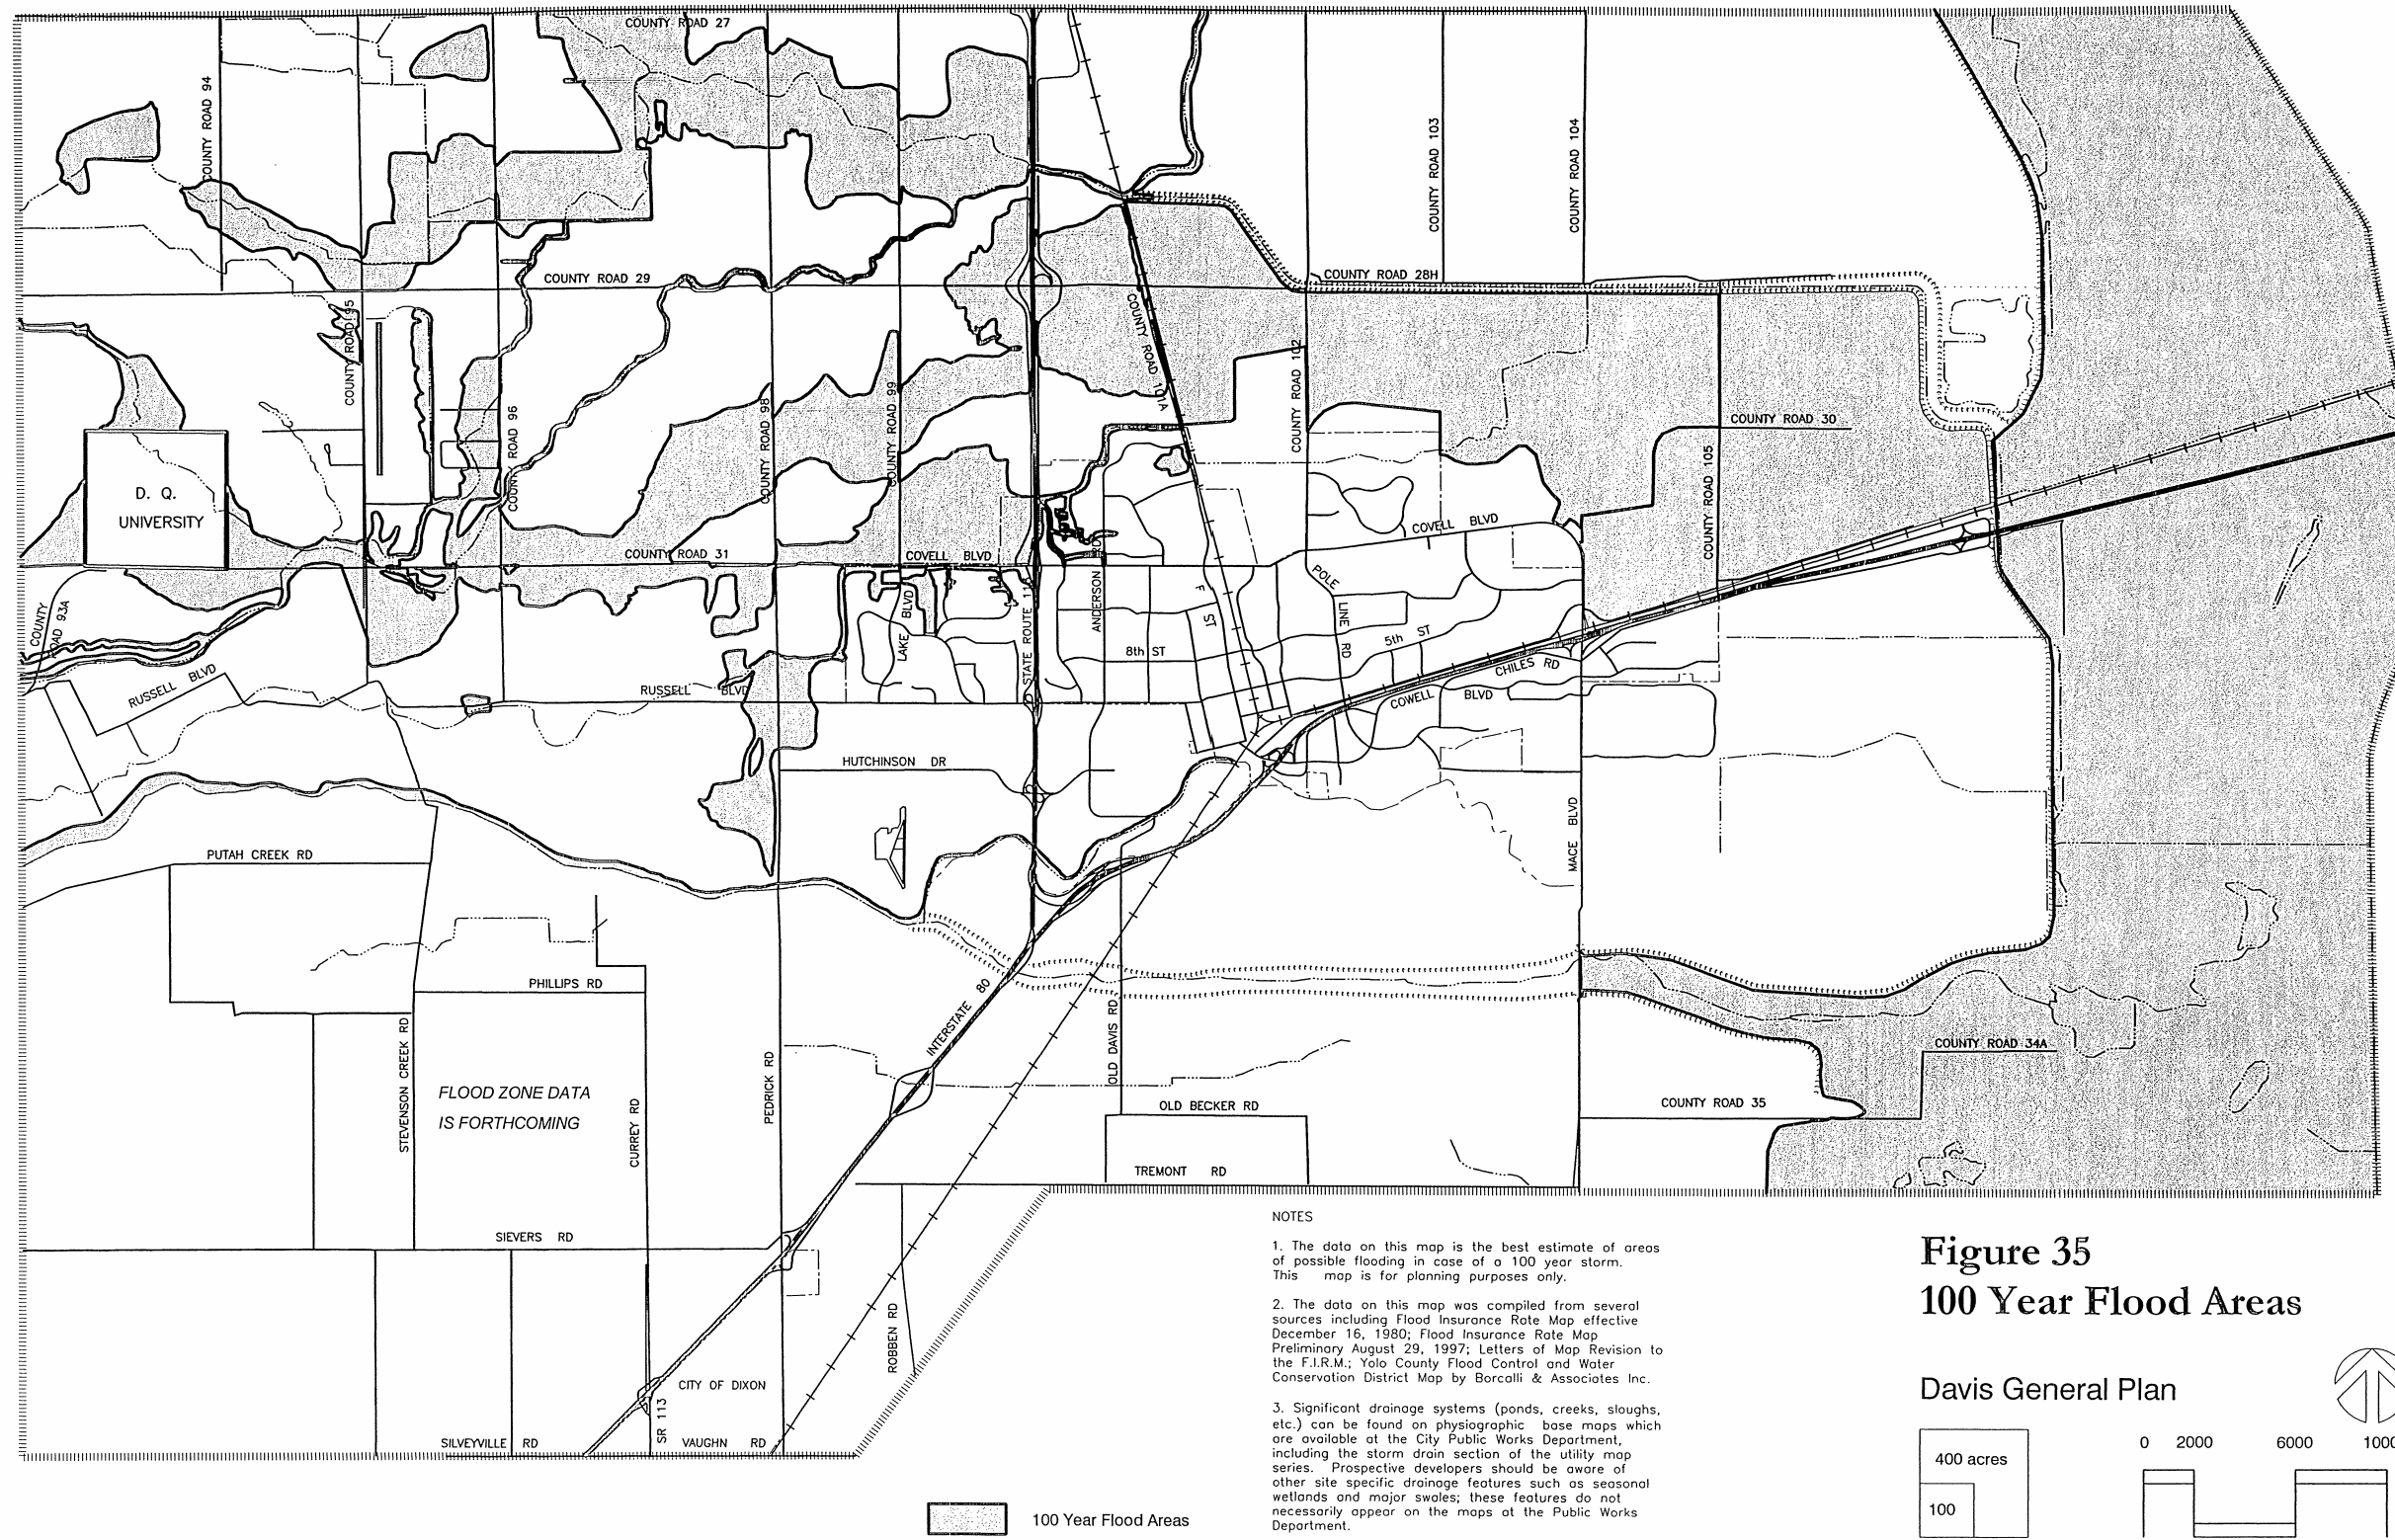 COUNTY ROAD 27
COUNTY ROAD 94
COUNTY ROAD 103
COUNTY ROAD 104
COUNTY ROAD 29
COUNTY ROAD 28H
COUNTY ROAD 95
COUNTY ROAD 96
COUNTY ROAD 98
COUNTY ROAD 99
COUNTY ROAD 101A
COUNTY ROAD 102
COUNTY ROAD 30
COUNTY ROAD 105
D. Q.
UNIVERSITY
COVELL BLVD
COUNTY ROAD 31
COVELL BLVD
COUNTY
ROAD 93A
RUSSELL BLVD
RUSSELL BLVD
LAKE BLVD
STATE ROUTE 113
ANDERSON RD
F ST
8th ST
POLE LINE RD
5th ST
CHILES RD
COWELL BLVD
HUTCHINSON DR
MACE BLVD
PUTAH CREEK RD
PHILLIPS RD
INTERSTATE 80
OLD DAVIS RD
STEVENSON CREEK RD
CURREY RD
PEDRICK RD
FLOOD ZONE DATA
IS FORTHCOMING
COUNTY ROAD 34A
COUNTY ROAD 35
OLD BECKER RD
TREMONT RD
SIEVERS RD
ROBBEN RD
CITY OF DIXON
SR 113
SILVEYVILLE RD
VAUGHN RD
NOTES
1. The data on this map is the best estimate of areas
of possible flooding in case of a 100 year storm.
This map is for planning purposes only.
2. The data on this map was compiled from several
sources including Flood Insurance Rate Map effective
December 16, 1980; Flood Insurance Rate Map
Preliminary August 29, 1997; Letters of Map Revision to
the F.I.R.M.; Yolo County Flood Control and Water
Conservation District Map by Borcalli & Associates Inc.
3. Significant drainage systems (ponds, creeks, sloughs,
etc.) can be found on physiographic base maps which
are available at the City Public Works Department,
including the storm drain section of the utility map
series. Prospective developers should be aware of
other site specific drainage features such as seasonal
wetlands and major swales; these features do not
necessarily appear on the maps at the Public Works
Department.
100 Year Flood Areas
Figure 35
100 Year Flood Areas
Davis General Plan
400 acres
100
0 2000 6000 1000